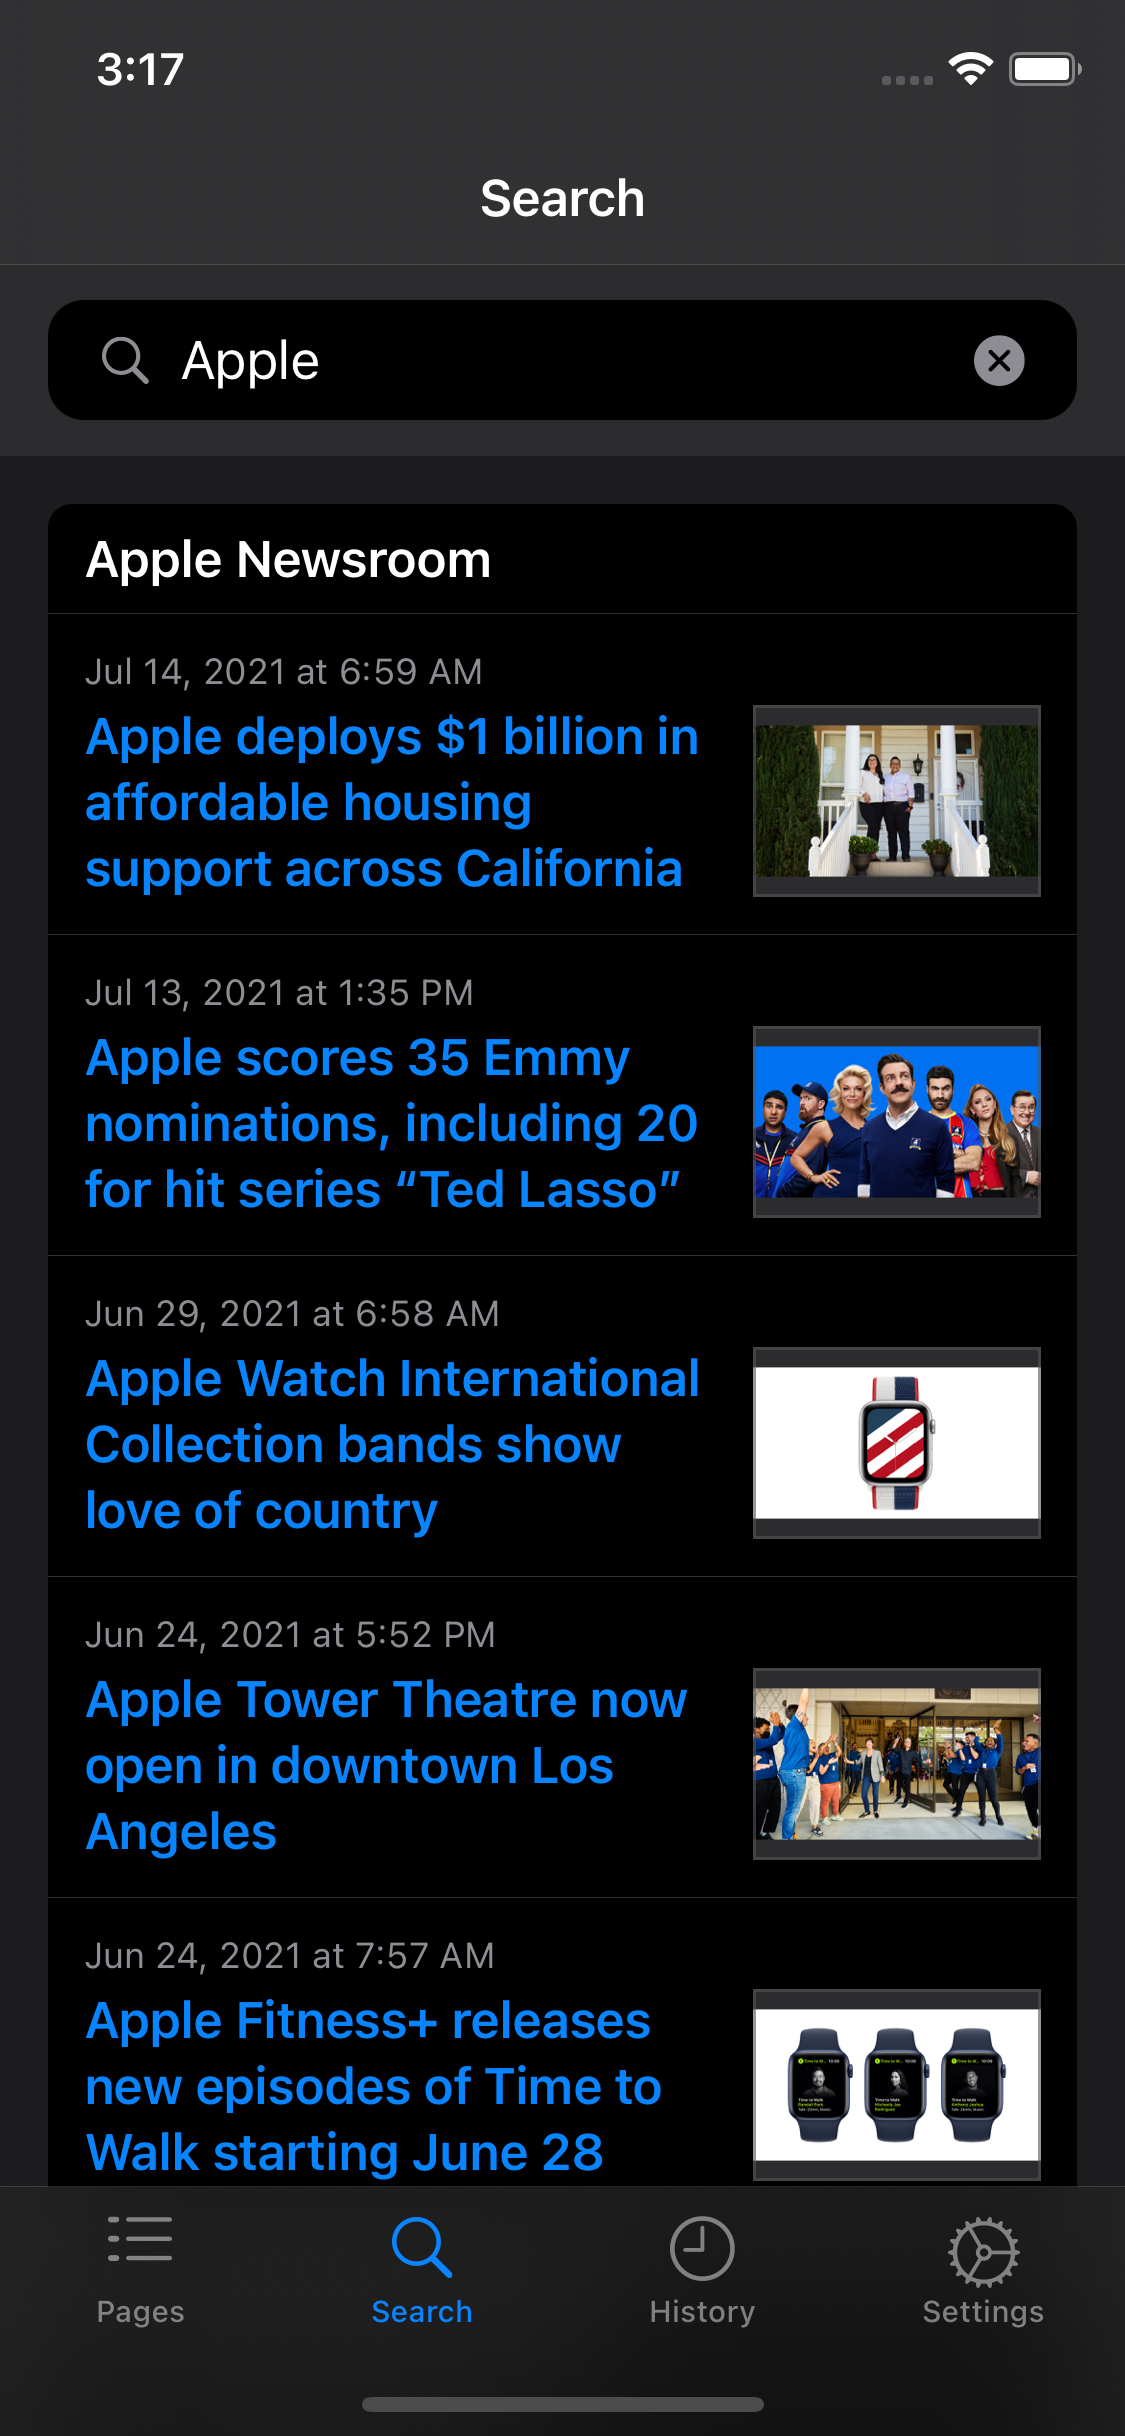 3:17
Search
Apple
Apple Newsroom
Jul 14, 2021 at 6:59 AM
Apple deploys $1 billion in
affordable housing
support across California
Jul 13, 2021 at 1:35 PM
Apple scores 35 Emmy
nominations, including 20
for hit series “Ted Lasso”
Jun 29, 2021 at 6:58 AM
Apple Watch International
Collection bands show
love of country
Jun 24, 2021 at 5:52 PM
Apple Tower Theatre now
open in downtown Los
Angeles
Jun 24, 2021 at 7:57 AM
Apple Fitness+ releases
new episodes of Time to
Walk starting June 28
Pages
Search
History
Settings